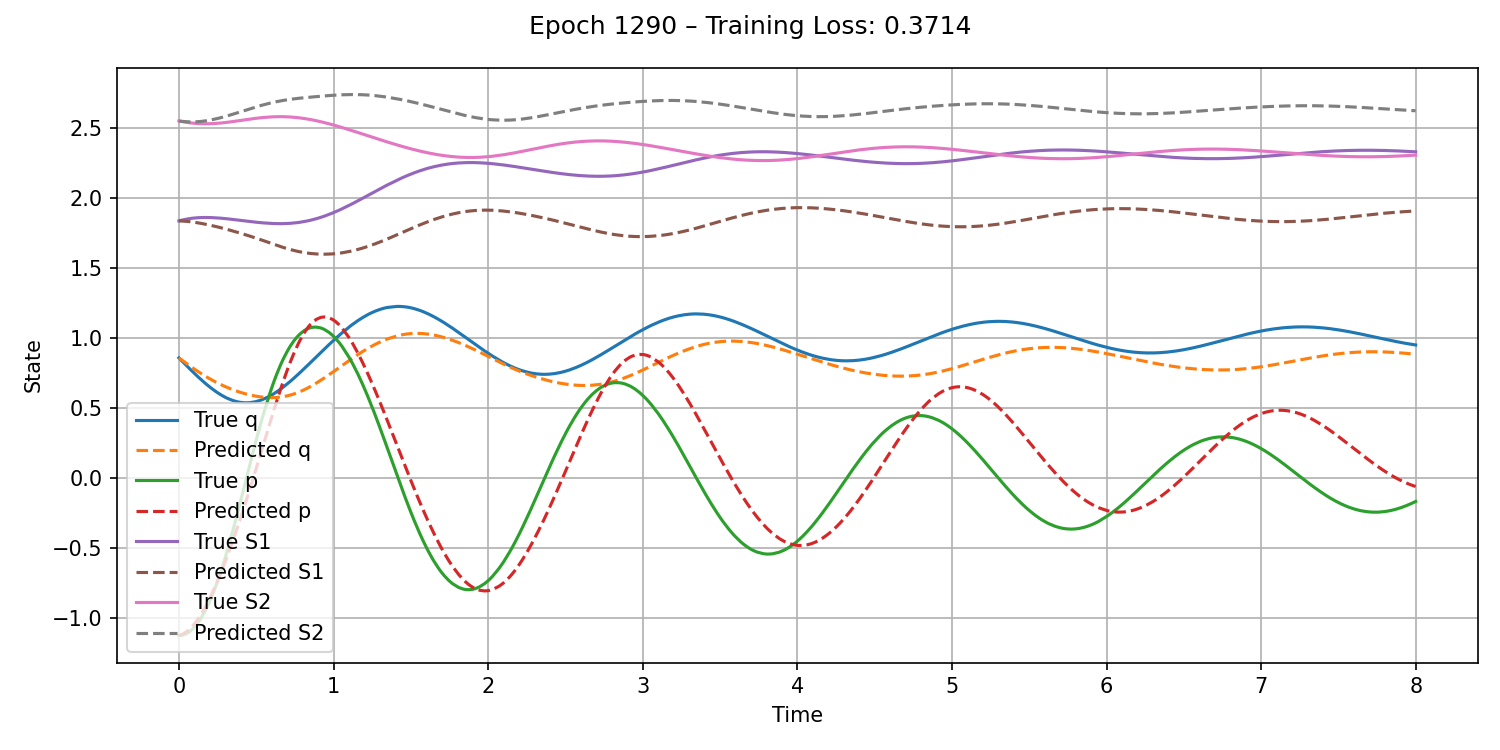 Epoch 1290 – Training Loss: 0.3714
State
2.5
2.0
1.5
1.0
0.5
0.0
−0.5
−1.0
True q
Predicted q
True p
Predicted p
True S1
Predicted S1
True S2
Predicted S2
0 1 2 3 4 5 6 7 8
Time